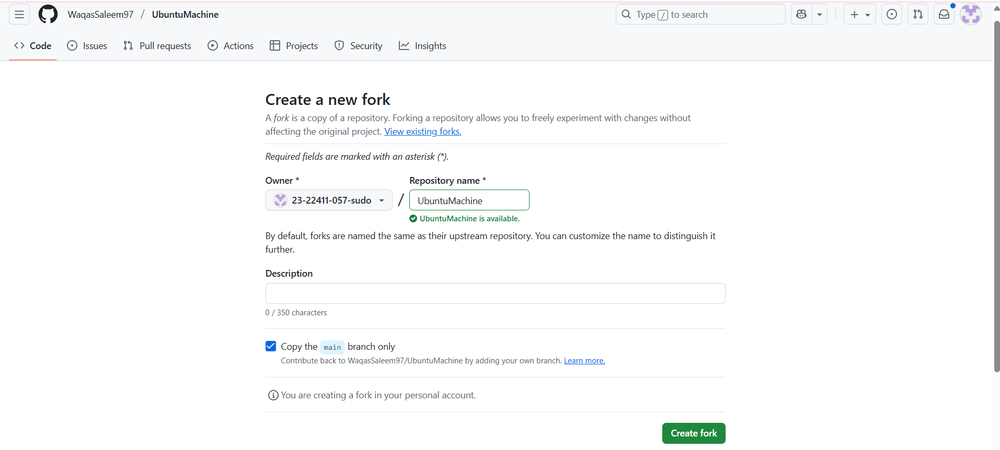 WaqasSaleem97 / UbuntuMachine
Type / to search
Code
Issues
Pull requests
Actions
Projects
Security
Insights
Create a new fork
A fork is a copy of a repository. Forking a repository allows you to freely experiment with changes without
affecting the original project. View existing forks.
Required fields are marked with an asterisk (*).
Owner *
Repository name *
23-22411-057-sudo / UbuntuMachine
UbuntuMachine is available.
By default, forks are named the same as their upstream repository. You can customize the name to distinguish it
further.
Description
0 / 350 characters
Copy the main branch only
Contribute back to WaqasSaleem97/UbuntuMachine by adding your own branch. Learn more.
You are creating a fork in your personal account.
Create fork